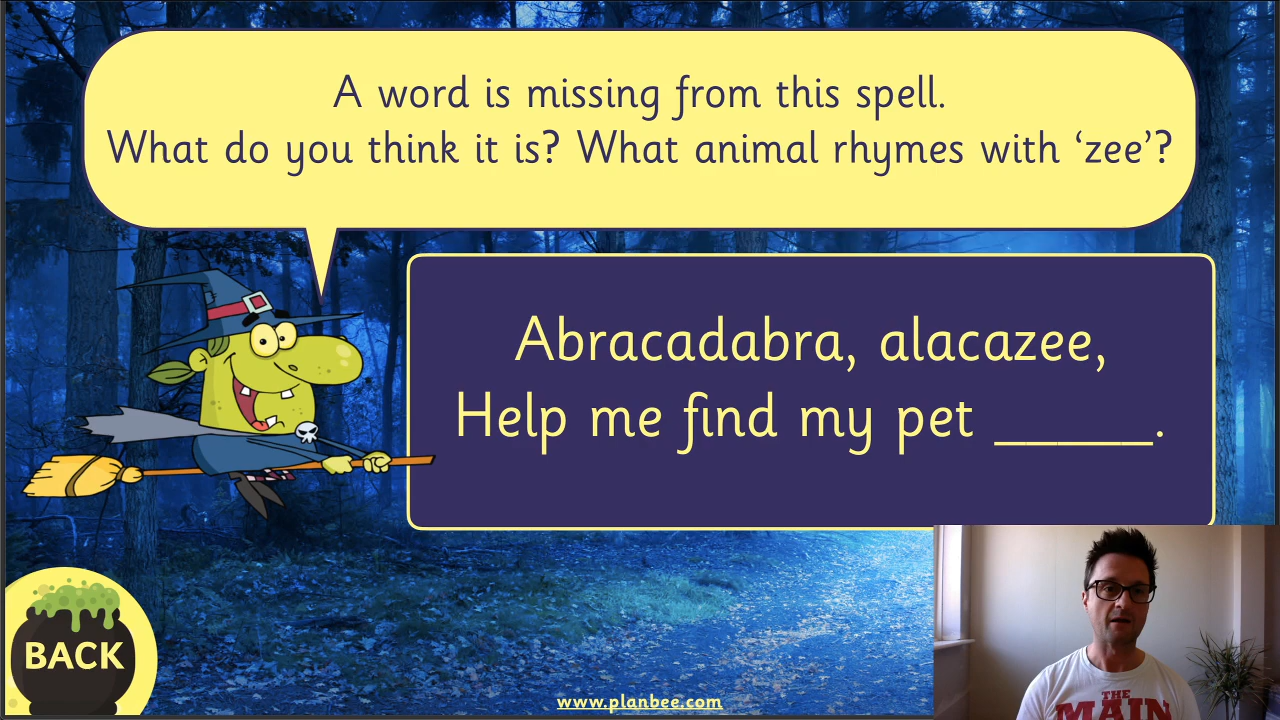 A word is missing from this spell.
What do you think it is? What animal rhymes with ‘zee’?
Abracadabra, alacazee,
Help me find my pet _____.
BACK
www.planbee.com
THE
MAIN